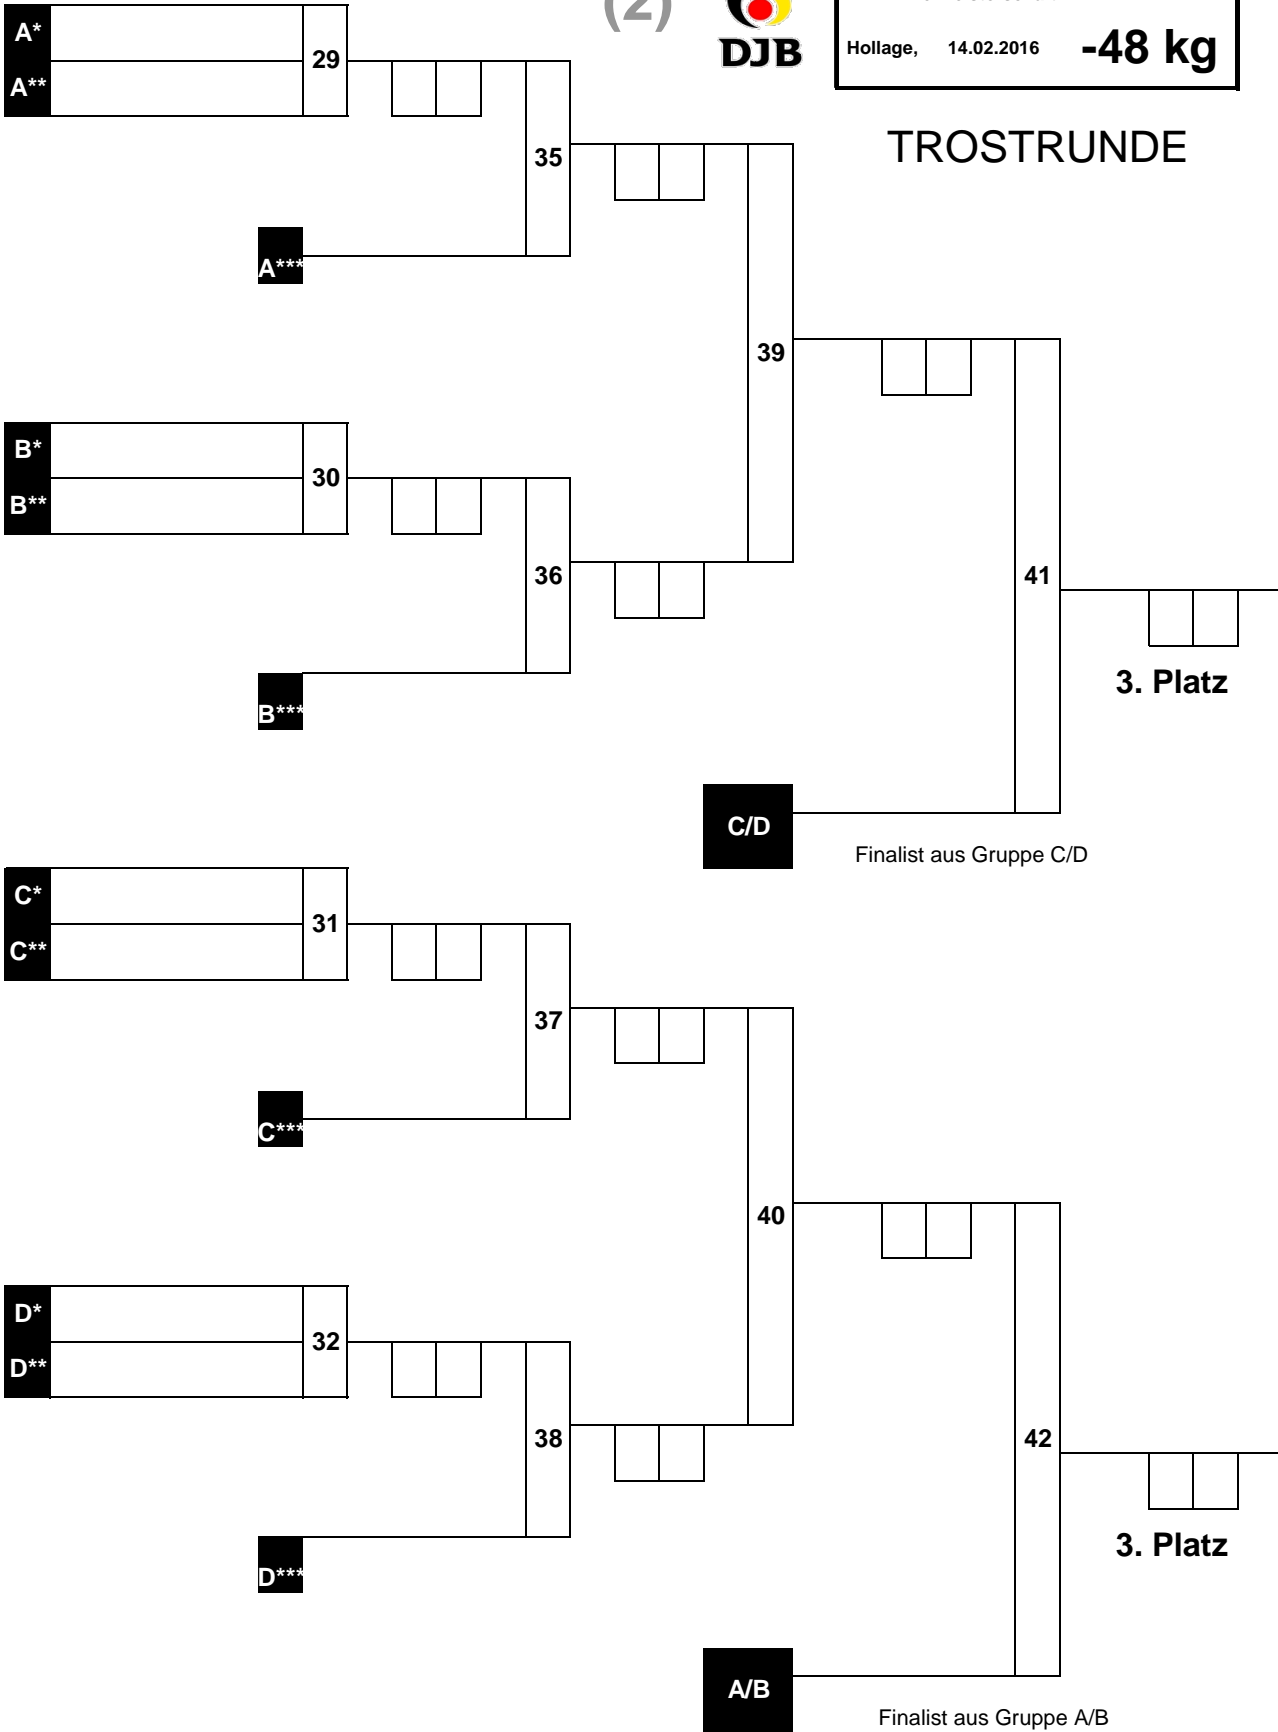 (2)
DJB
Hollage, 14.02.2016 -48 kg
TROSTRUNDE
A*
A**
29
35
A***
39
B*
B**
30
36
B***
41
3. Platz
C/D
Finalist aus Gruppe C/D
C*
C**
31
37
C***
40
D*
D**
32
38
D***
42
3. Platz
A/B
Finalist aus Gruppe A/B